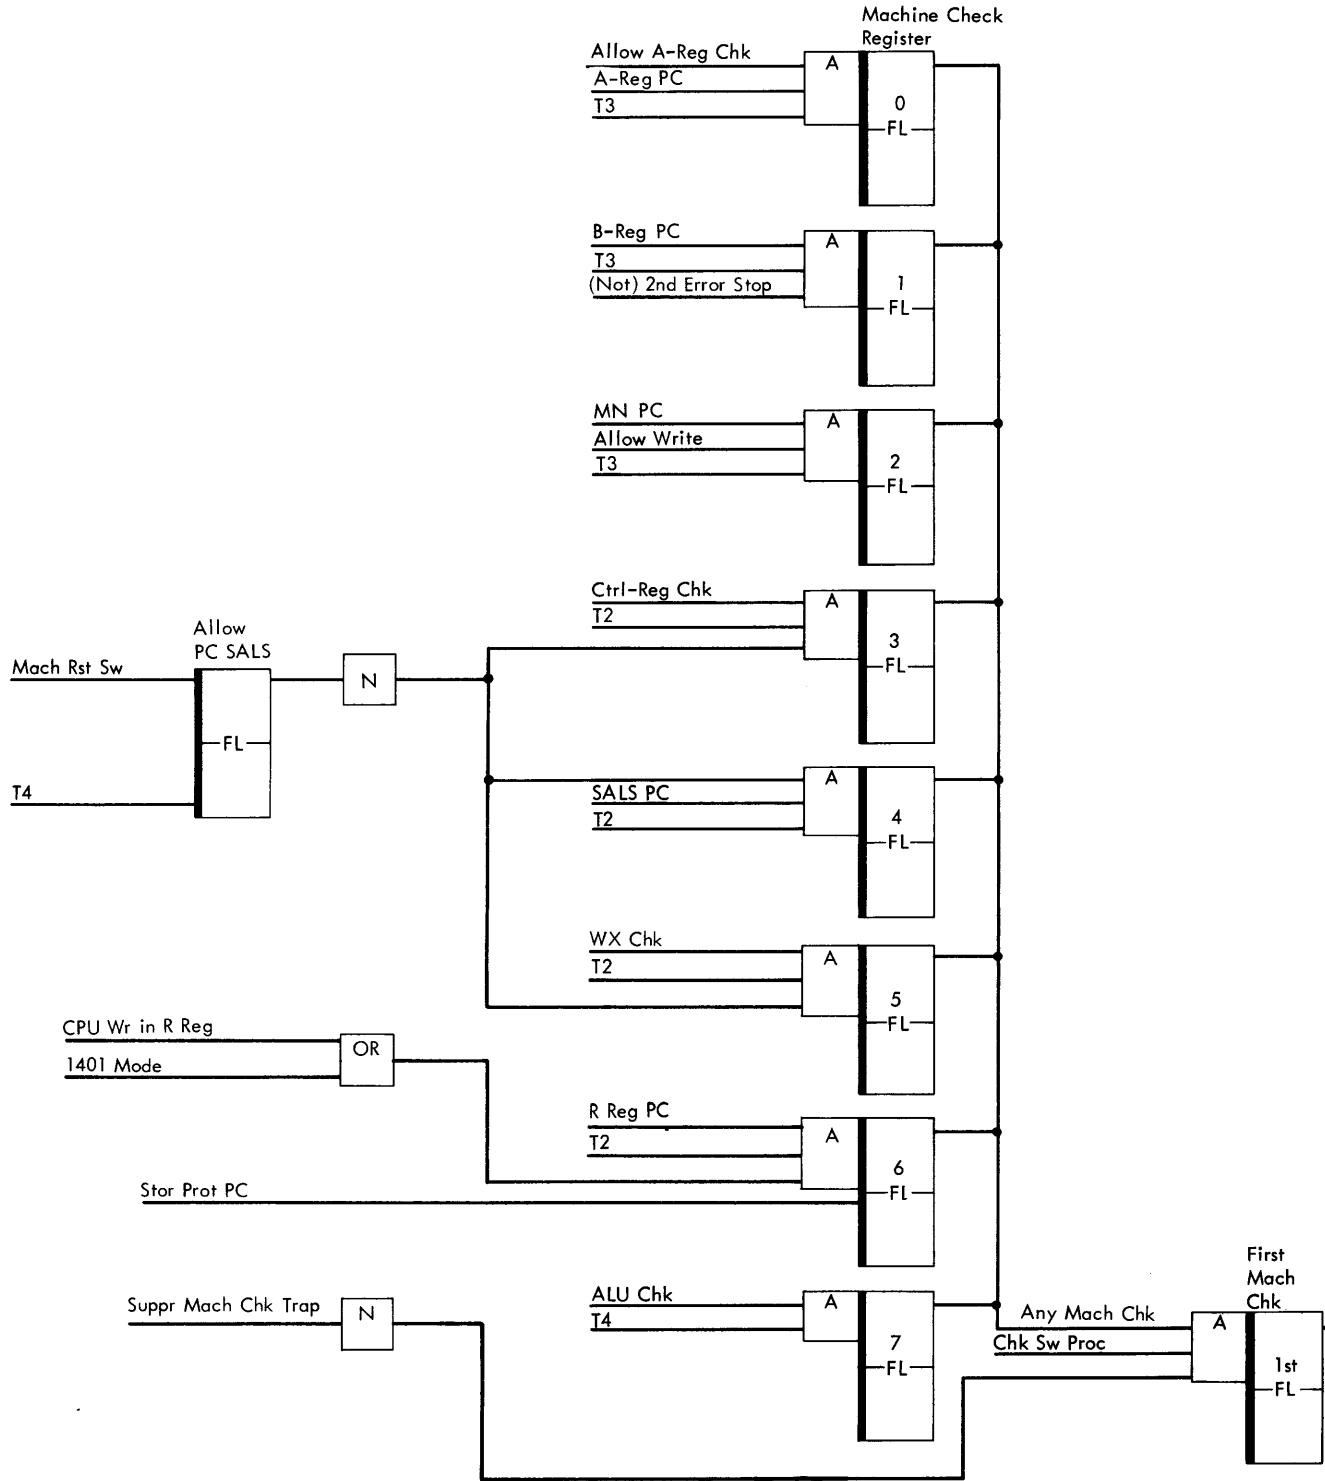 Machine Check
Register
Allow A-Reg Chk
A-Reg PC
T3
A
0
FL
B-Reg PC
T3
(Not) 2nd Error Stop
A
1
FL
MN PC
Allow Write
T3
A
2
FL
Ctrl-Reg Chk
T2
A
3
FL
Allow
PC SALS
Mach Rst Sw
T4
FL
N
SALS PC
T2
A
4
FL
WX Chk
T2
A
5
FL
CPU Wr in R Reg
1401 Mode
OR
R Reg PC
T2
A
6
FL
Stor Prot PC
Suppr Mach Chk Trap
N
ALU Chk
T4
A
7
FL
First
Mach
Chk
Any Mach Chk
Chk Sw Proc
A
1st
FL